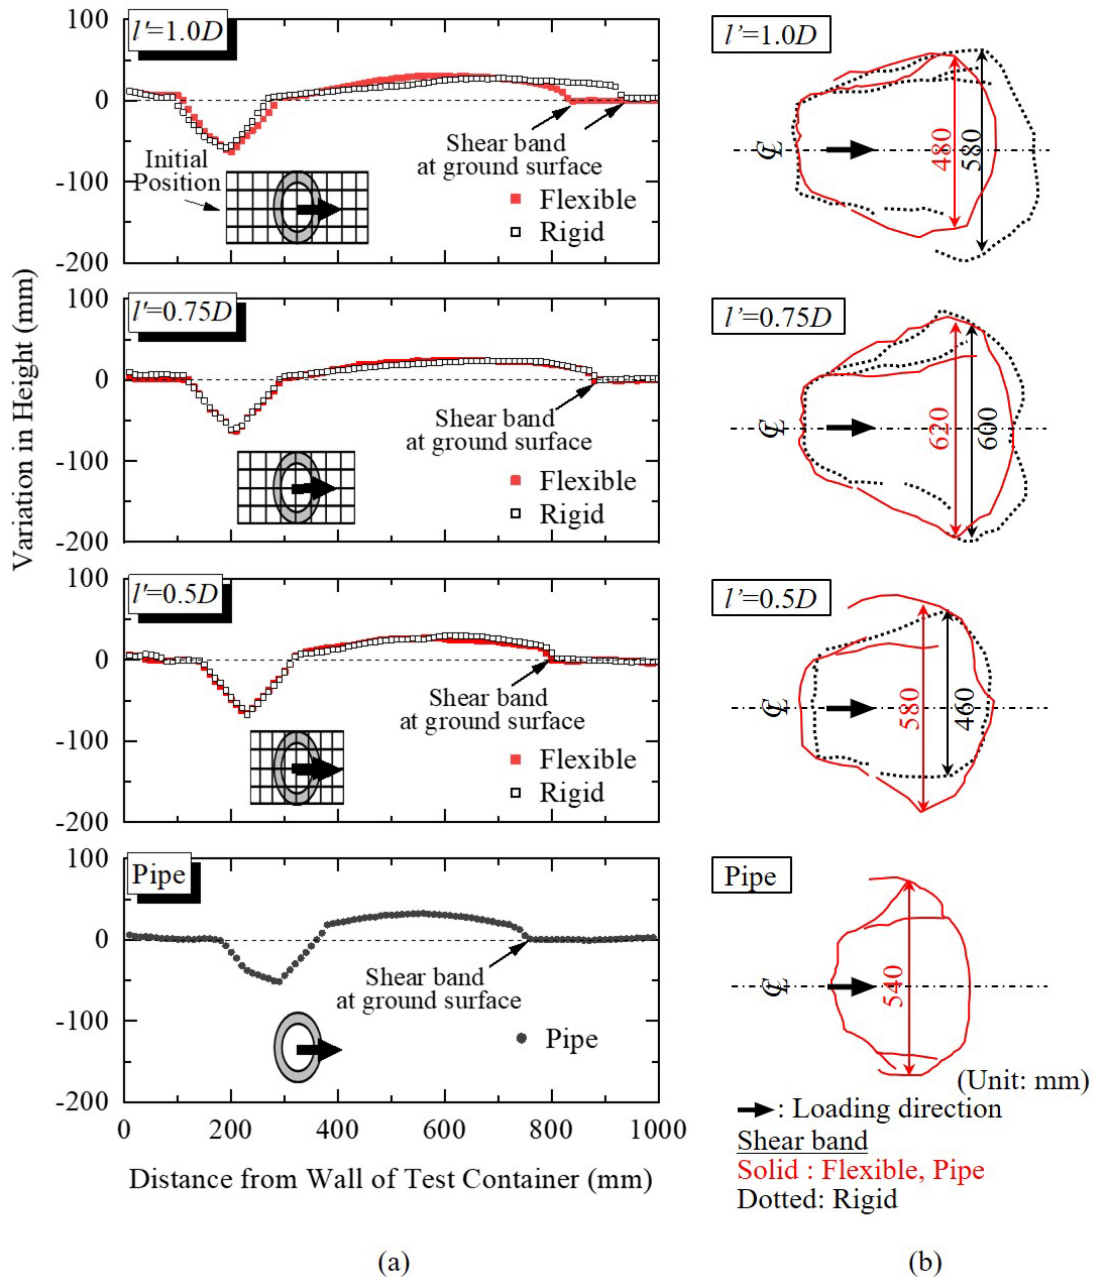 l'=1.0D
100
0
-100
-200
Initial
Position
Shear band
at ground surface
Flexible
Rigid
l'=1.0D
℄
480
580
l'=0.75D
100
0
-100
-200
Shear band
at ground surface
Flexible
Rigid
l'=0.75D
℄
620
600
l'=0.5D
100
0
-100
-200
Shear band
at ground surface
Flexible
Rigid
l'=0.5D
℄
580
460
Pipe
100
0
-100
-200
Shear band
at ground surface
Pipe
0 200 400 600 800 1000
Distance from Wall of Test Container (mm)
Variation in Height (mm)
Pipe
℄
540
(Unit: mm)
: Loading direction
Shear band
Solid : Flexible, Pipe
Dotted: Rigid
(a)
(b)